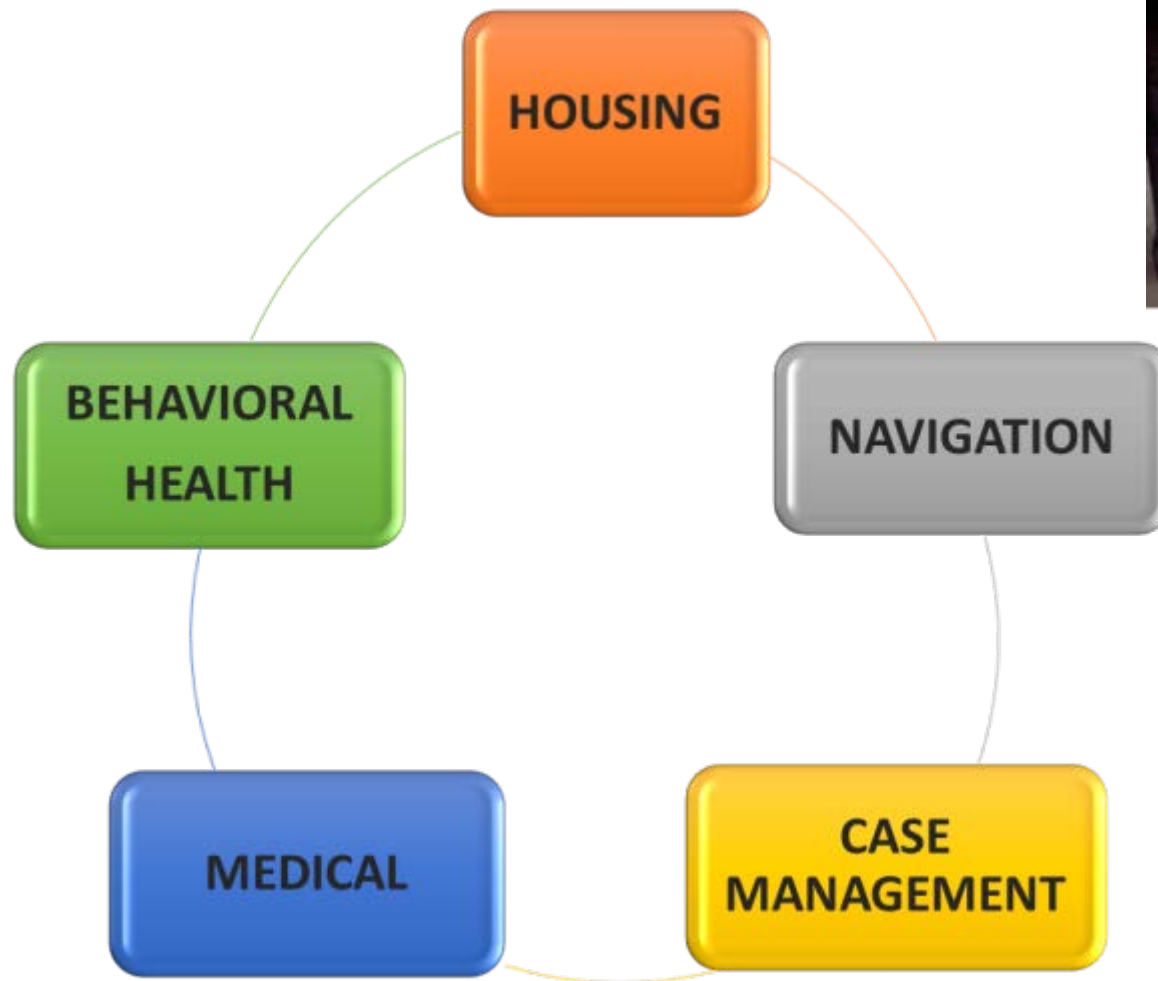 HOUSING
BEHAVIORAL
HEALTH
NAVIGATION
MEDICAL
CASE
MANAGEMENT